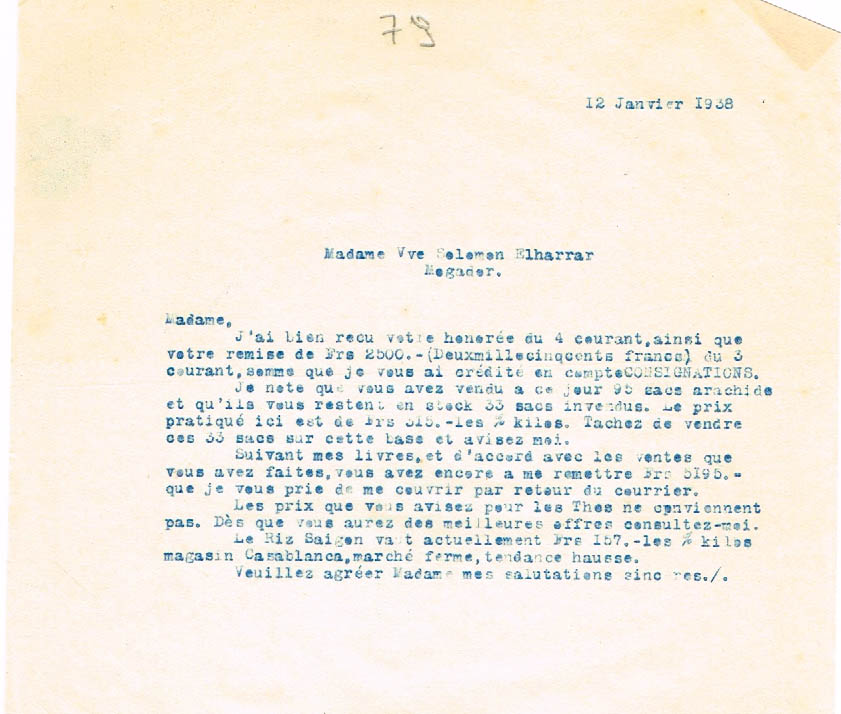 79
12 Janvier 1938
Madame Vve Solomon Elharrar
Mogador.
Madame,
J'ai bien recu votre honorée du 4 courant,ainsi que
votre remise de Frs 2500.-(Deuxmillecinqcents francs) du 3
courant,somme que je vous ai crédité en compteCONSIGNATIONS.
Je note que vous avez vendu a ce jour 95 sacs arachide
et qu'ils vous restent en stock 33 sacs invendus. Le prix
pratiqué ici est de Frs 315.-les % kilos. Tachez de vendre
ces 33 sacs sur cette base et avisez moi.
Suivant mes livres,et d'accord avec les ventes que
vous avez faites,vous avez encore a me remettre Frs 5195.-
que je vous prie de me couvrir par retour du courrier.
Les prix que vous avisez pour les Thes ne conviennent
pas. Dès que vous aurez des meilleures offres consultez-moi.
Le Riz Saigon vaut actuellement Frs 157.-les % kilos
magasin Casablanca,marché ferme,tendance hausse.
Veuillez agréer Madame mes salutations sinc res./.